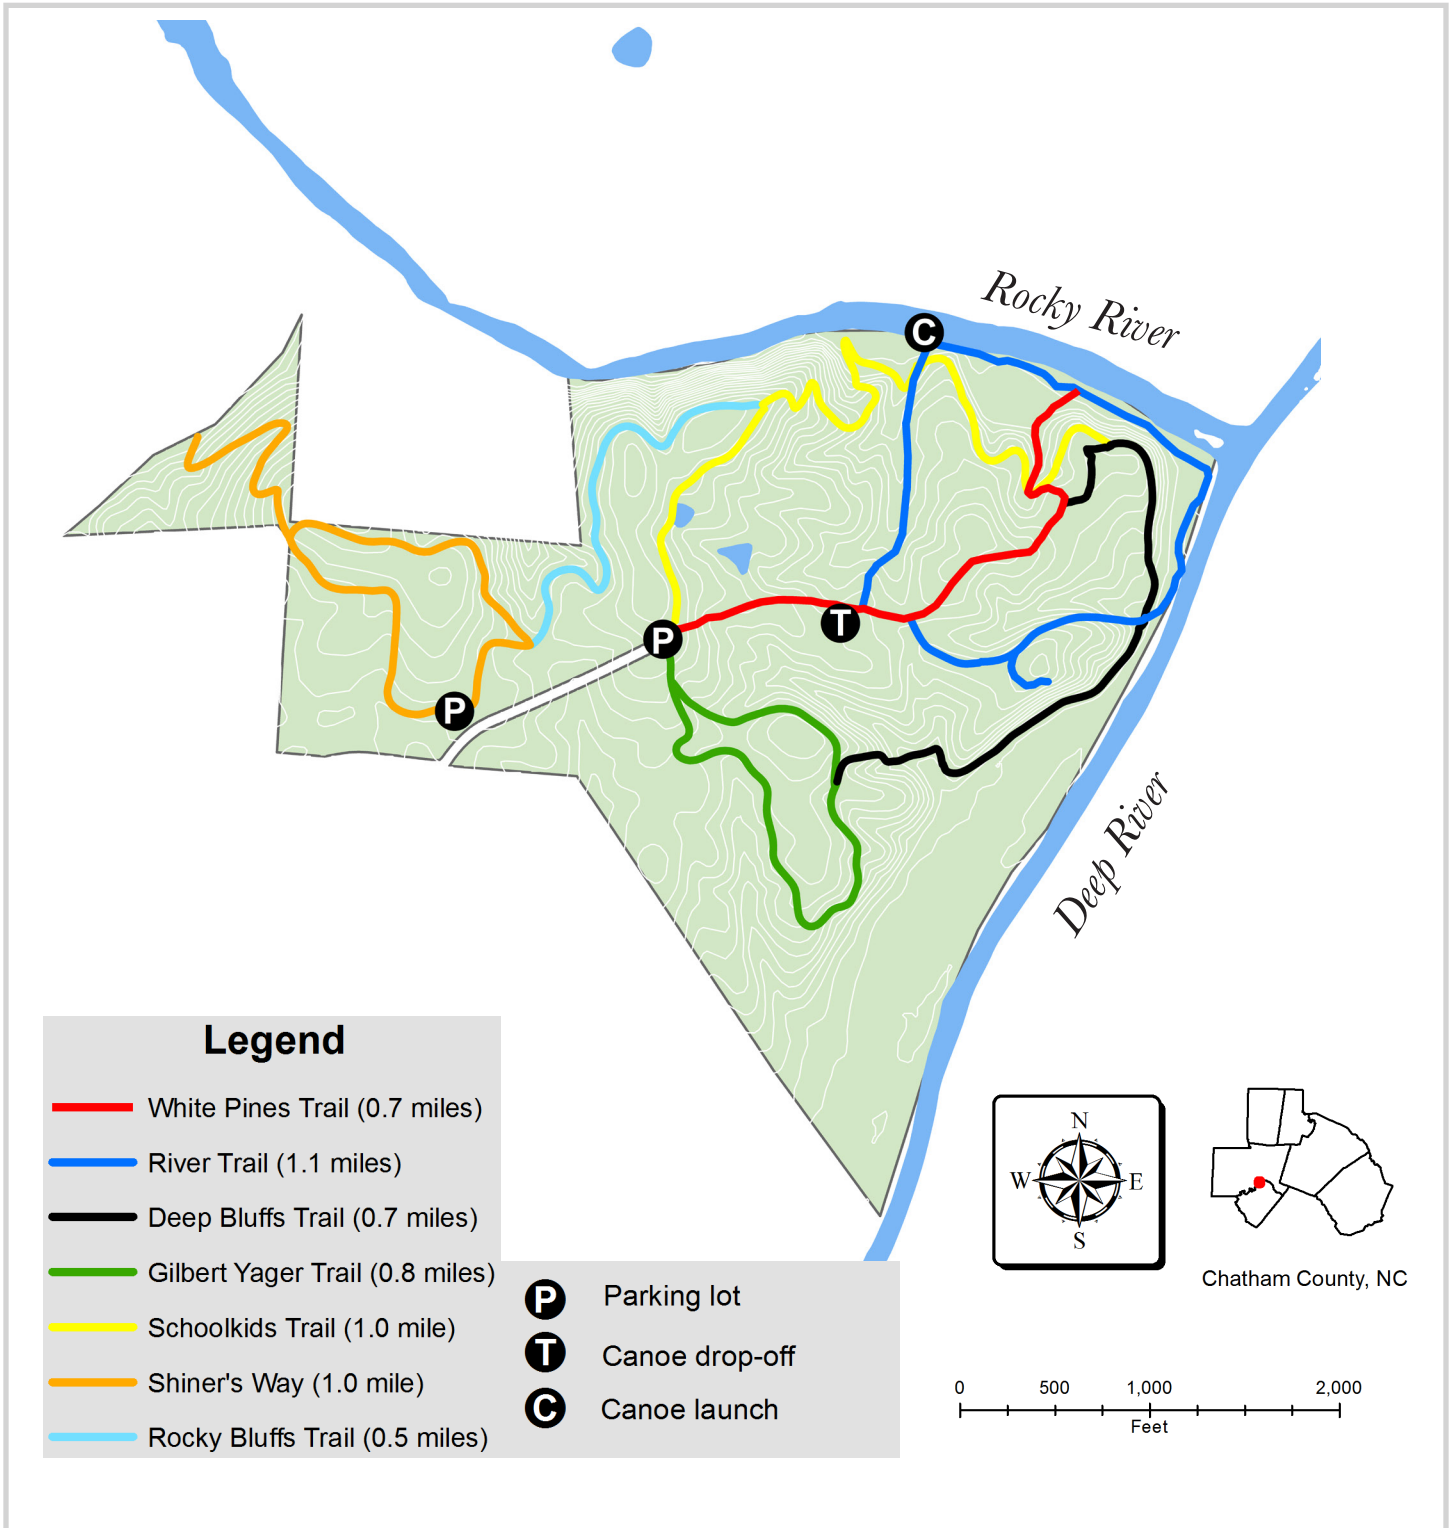 Rocky River
C
T
P
P
Deep River
Legend
White Pines Trail (0.7 miles)
River Trail (1.1 miles)
Deep Bluffs Trail (0.7 miles)
Gilbert Yager Trail (0.8 miles)
Schoolkids Trail (1.0 mile)
Shiner's Way (1.0 mile)
Rocky Bluffs Trail (0.5 miles)
P Parking lot
T Canoe drop-off
C Canoe launch
N
W E
S
Chatham County, NC
0 500 1,000 2,000
Feet